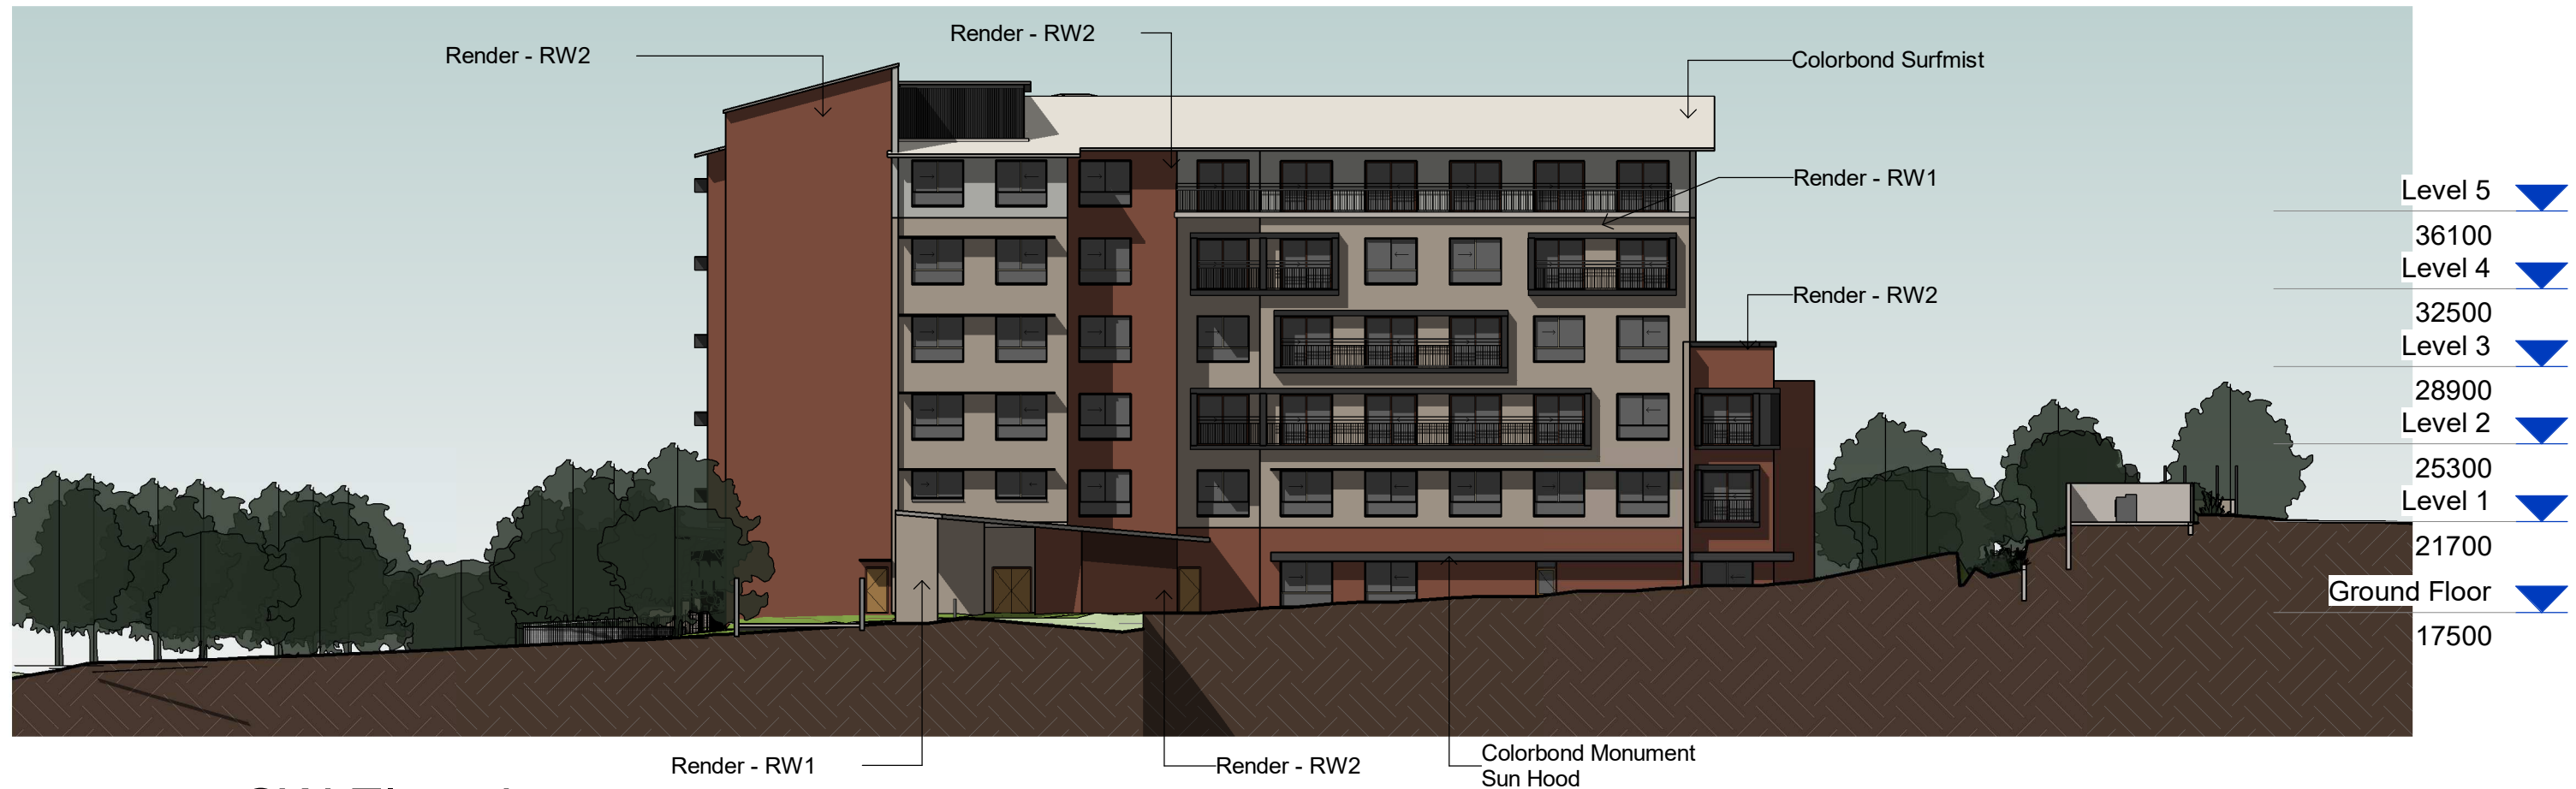 Render - RW2
Render - RW2
Colorbond Surfmist
Render - RW1
Level 5
36100
Level 4
32500
Render - RW2
Level 3
28900
Level 2
25300
Level 1
21700
Ground Floor
17500
Render - RW1
Render - RW2
Colorbond Monument
Sun Hood